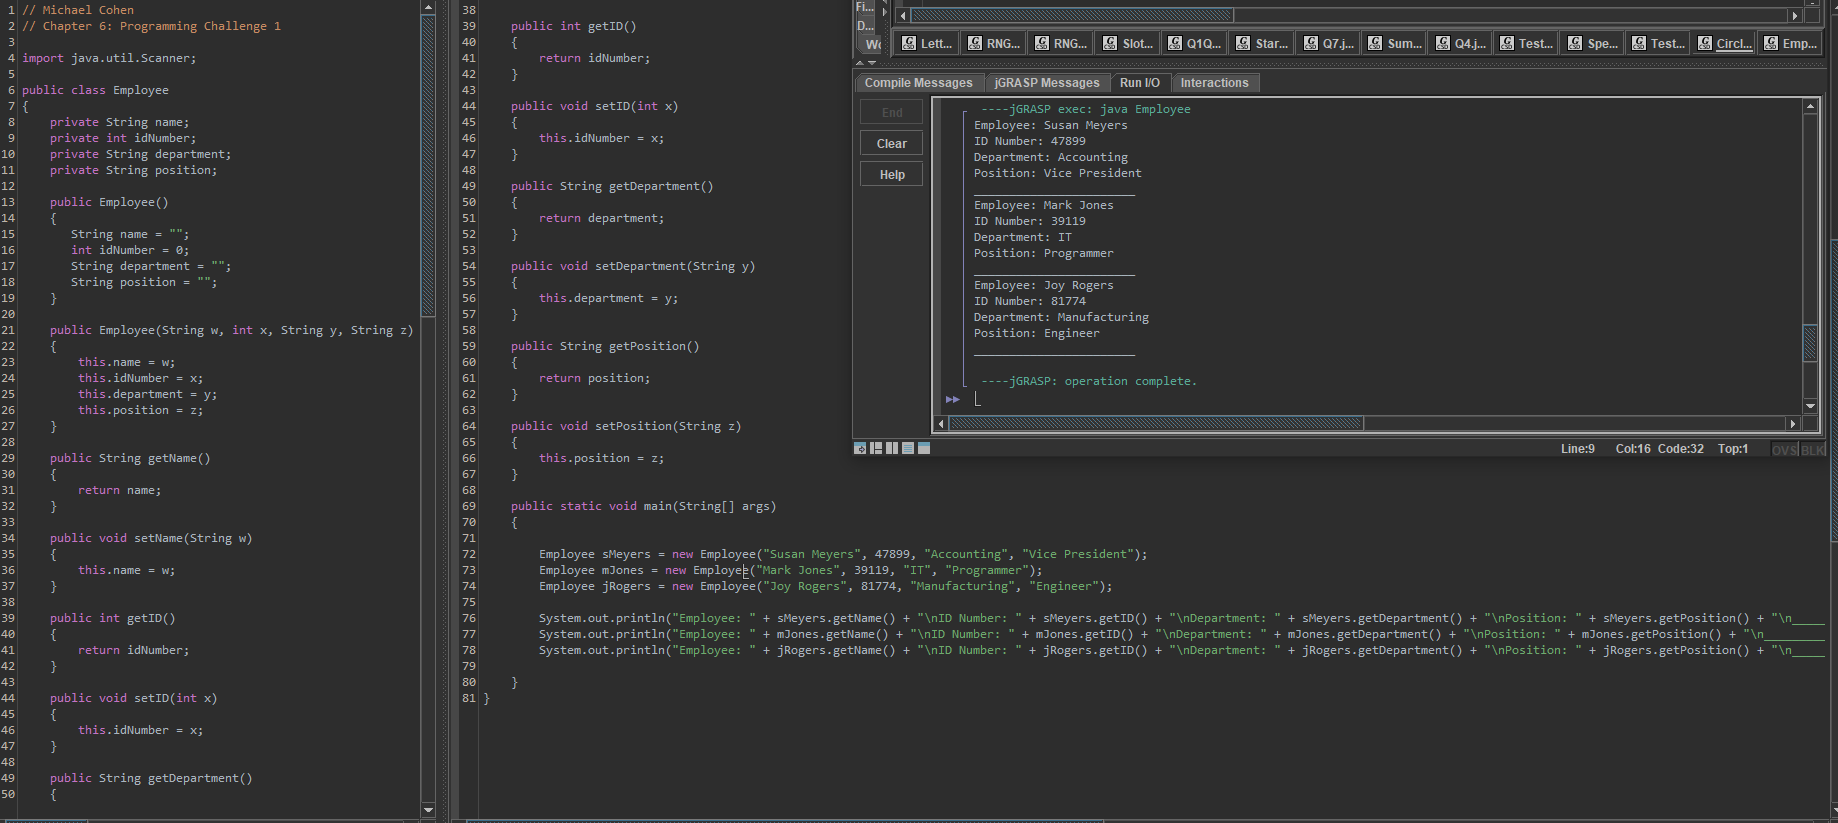 1 // Michael Cohen
2 // Chapter 6: Programming Challenge 1
3
4 import java.util.Scanner;
5
6 public class Employee
7 {
8 private String name;
9 private int idNumber;
10 private String department;
11 private String position;
12
13 public Employee()
14 {
15 String name = "";
16 int idNumber = 0;
17 String department = "";
18 String position = "";
19 }
20
21 public Employee(String w, int x, String y, String z)
22 {
23 this.name = w;
24 this.idNumber = x;
25 this.department = y;
26 this.position = z;
27 }
28
29 public String getName()
30 {
31 return name;
32 }
33
34 public void setName(String w)
35 {
36 this.name = w;
37 }
38
39 public int getID()
40 {
41 return idNumber;
42 }
43
44 public void setID(int x)
45 {
46 this.idNumber = x;
47 }
48
49 public String getDepartment()
50 {
38
39 public int getID()
40 {
41 return idNumber;
42 }
43
44 public void setID(int x)
45 {
46 this.idNumber = x;
47 }
48
49 public String getDepartment()
50 {
51 return department;
52 }
53
54 public void setDepartment(String y)
55 {
56 this.department = y;
57 }
58
59 public String getPosition()
60 {
61 return position;
62 }
63
64 public void setPosition(String z)
65 {
66 this.position = z;
67 }
68
69 public static void main(String[] args)
70 {
71
72 Employee sMeyers = new Employee("Susan Meyers", 47899, "Accounting", "Vice President");
73 Employee mJones = new Employee("Mark Jones", 39119, "IT", "Programmer");
74 Employee jRogers = new Employee("Joy Rogers", 81774, "Manufacturing", "Engineer");
75
76 System.out.println("Employee: " + sMeyers.getName() + "\nID Number: " + sMeyers.getID() + "\nDepartment: " + sMeyers.getDepartment() + "\nPosition: " + sMeyers.getPosition() + "\n_____
77 System.out.println("Employee: " + mJones.getName() + "\nID Number: " + mJones.getID() + "\nDepartment: " + mJones.getDepartment() + "\nPosition: " + mJones.getPosition() + "\n_________
78 System.out.println("Employee: " + jRogers.getName() + "\nID Number: " + jRogers.getID() + "\nDepartment: " + jRogers.getDepartment() + "\nPosition: " + jRogers.getPosition() + "\n_____
79
80 }
81 }
Fi...
D...
Wo
Lett... RNG... RNG... Slot... Q1Q... Star... Q7.j... Sum... Q4.j... Test... Spe... Test... Circl... Emp...
Compile Messages jGRASP Messages Run I/O Interactions
End
Clear
Help
----jGRASP exec: java Employee
Employee: Susan Meyers
ID Number: 47899
Department: Accounting
Position: Vice President
_______________________
Employee: Mark Jones
ID Number: 39119
Department: IT
Position: Programmer
_______________________
Employee: Joy Rogers
ID Number: 81774
Department: Manufacturing
Position: Engineer
_______________________
----jGRASP: operation complete.
Line:9 Col:16 Code:32 Top:1 OVS BLK